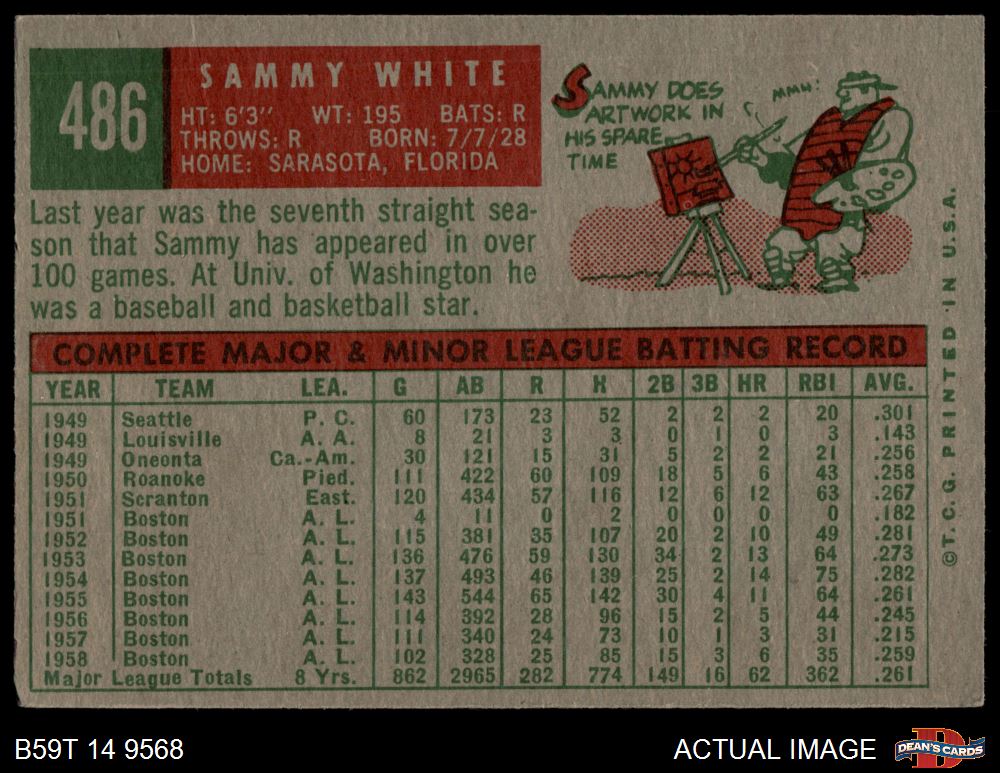 486
SAMMY WHITE
HT: 6'3" WT: 195 BATS: R
THROWS: R BORN: 7/7/28
HOME: SARASOTA, FLORIDA
SAMMY DOES
ARTWORK IN
HIS SPARE
TIME
MMM!
Last year was the seventh straight sea-
son that Sammy has appeared in over
100 games. At Univ. of Washington he
was a baseball and basketball star.
COMPLETE MAJOR & MINOR LEAGUE BATTING RECORD
YEAR TEAM LEA. G AB R H 2B 3B HR RBI AVG.
1949 Seattle P. C. 60 173 23 52 2 2 2 20 .301
1949 Louisville A. A. 8 21 3 3 0 1 0 3 .143
1949 Oneonta Ca.-Am. 30 121 15 31 5 2 2 21 .256
1950 Roanoke Pied. 111 422 60 109 18 5 6 43 .258
1951 Scranton East. 120 434 57 116 12 6 12 63 .267
1951 Boston A. L. 4 11 0 2 0 0 0 0 .182
1952 Boston A. L. 115 381 35 107 20 2 10 49 .281
1953 Boston A. L. 136 476 59 130 34 2 13 64 .273
1954 Boston A. L. 137 493 46 139 25 2 14 75 .282
1955 Boston A. L. 143 544 65 142 30 4 11 64 .261
1956 Boston A. L. 114 392 28 96 15 2 5 44 .245
1957 Boston A. L. 111 340 24 73 10 1 3 31 .215
1958 Boston A. L. 102 328 25 85 15 3 6 35 .259
Major League Totals 8 Yrs. 862 2965 282 774 149 16 62 362 .261
©T.C.G. PRINTED IN U.S.A.
B59T 14 9568
ACTUAL IMAGE
D
DEAN'S CARDS